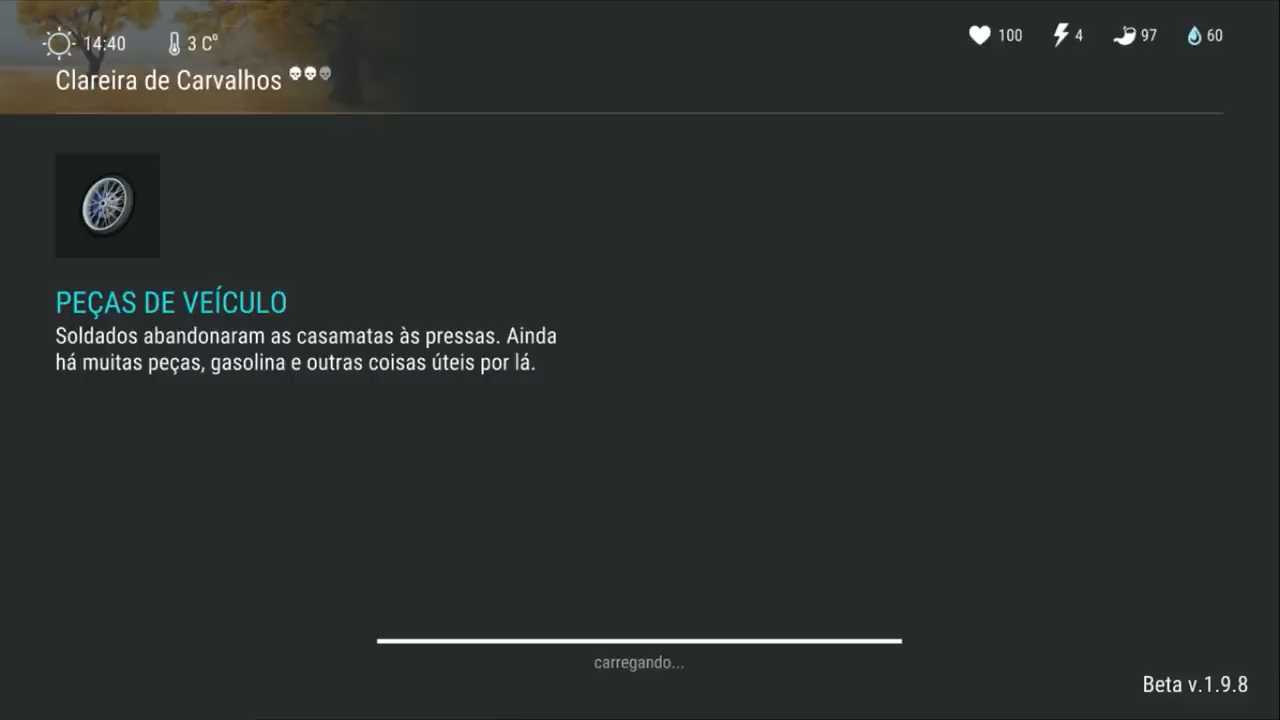 14:40 3 Cº
100 4 97 60
Clareira de Carvalhos
PEÇAS DE VEÍCULO
Soldados abandonaram as casamatas às pressas. Ainda
há muitas peças, gasolina e outras coisas úteis por lá.
carregando...
Beta v.1.9.8